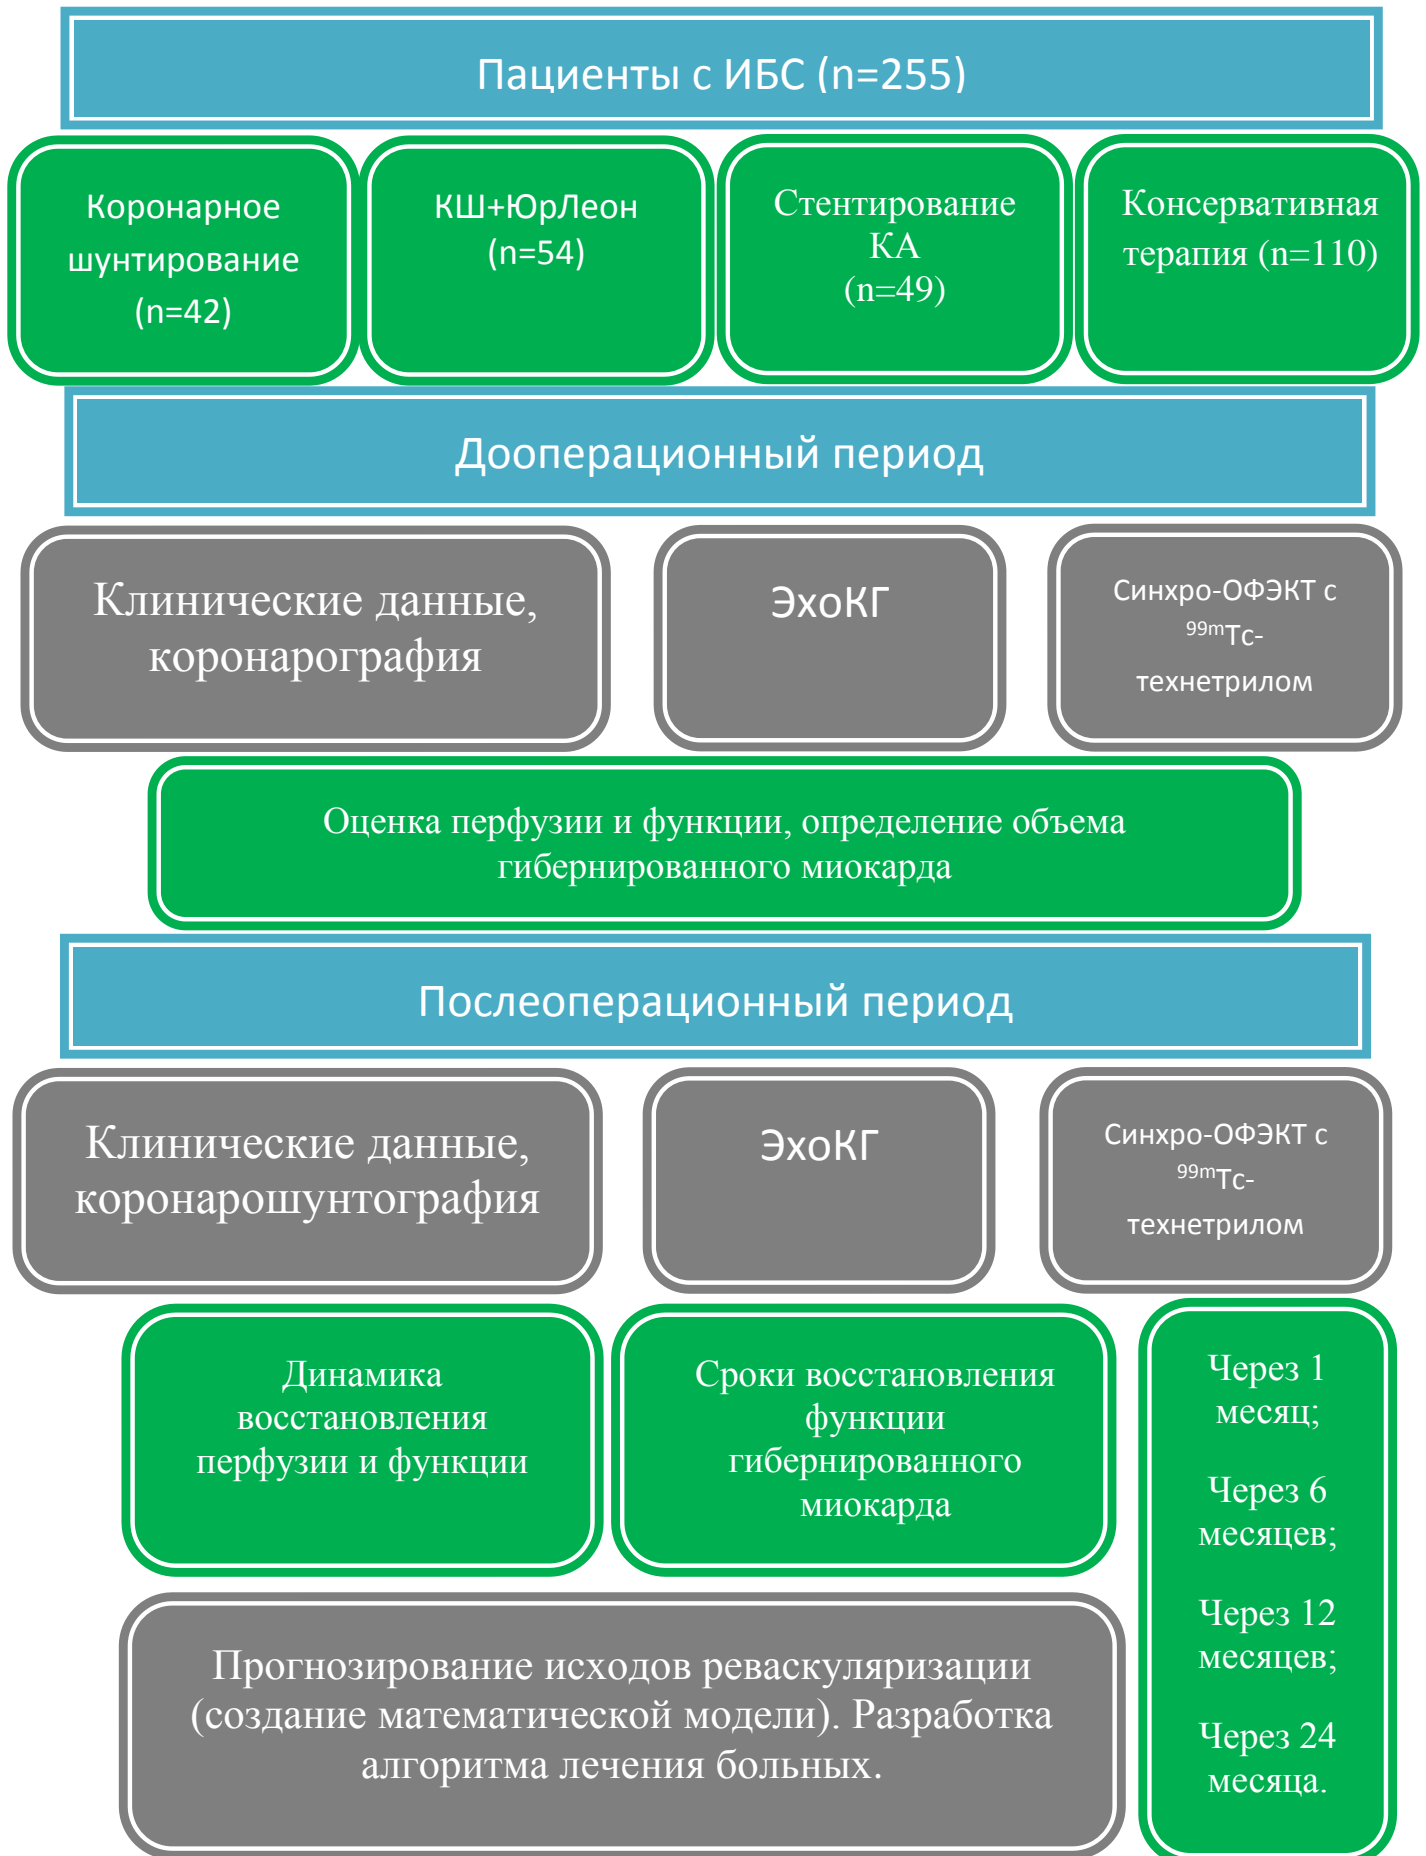 Пациенты с ИБС (n=255)
Коронарное
шунтирование
(n=42)
КШ+ЮрЛеон
(n=54)
Стентирование
КА
(n=49)
Консервативная
терапия (n=110)
Дооперационный период
Клинические данные,
коронарография
ЭхоКГ
Синхро-ОФЭКТ с
99mТс-
технетрилом
Оценка перфузии и функции, определение объема
гибернированного миокарда
Послеоперационный период
Клинические данные,
коронарошунтография
ЭхоКГ
Синхро-ОФЭКТ с
99mТс-
технетрилом
Динамика
восстановления
перфузии и функции
Сроки восстановления
функции
гибернированного
миокарда
Через 1
месяц;
Через 6
месяцев;
Через 12
месяцев;
Через 24
месяца.
Прогнозирование исходов реваскуляризации
(создание математической модели). Разработка
алгоритма лечения больных.